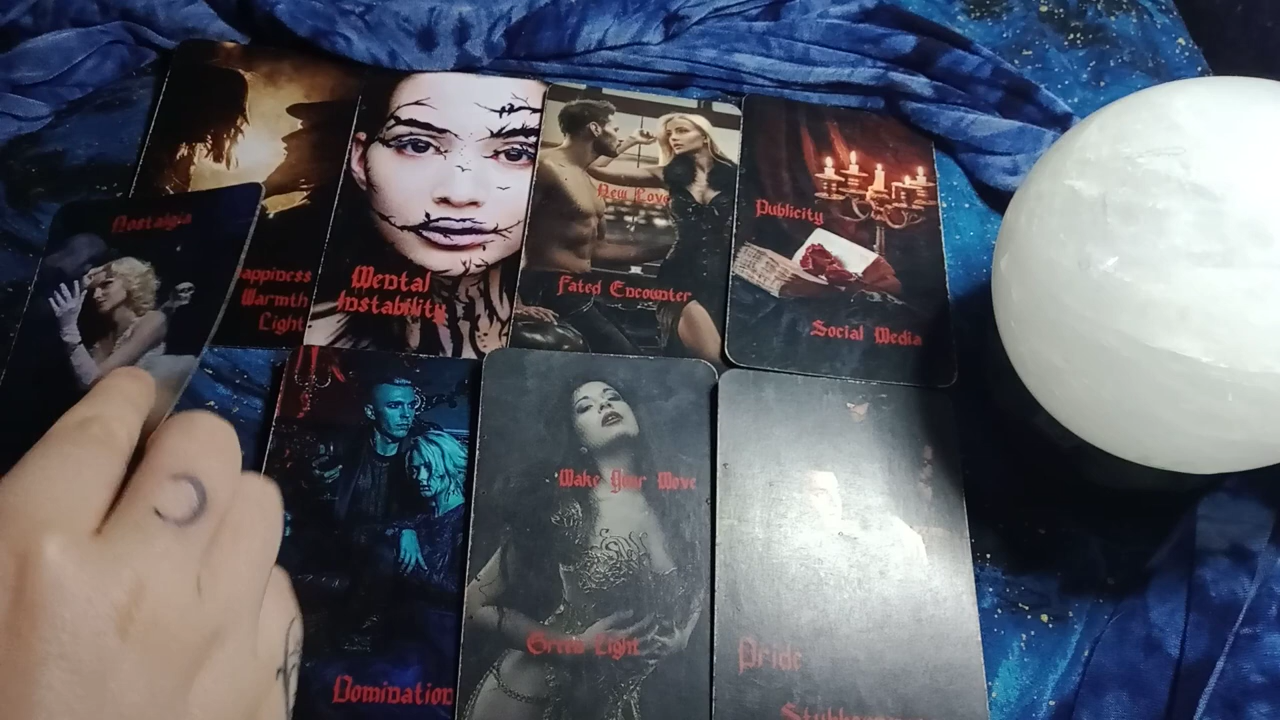 Nostalgia
appiness
Warmth
Light
Mental
Instability
New Love
Fated Encounter
Publicity
Social Media
Domination
Make Your Move
Green Light
Pride